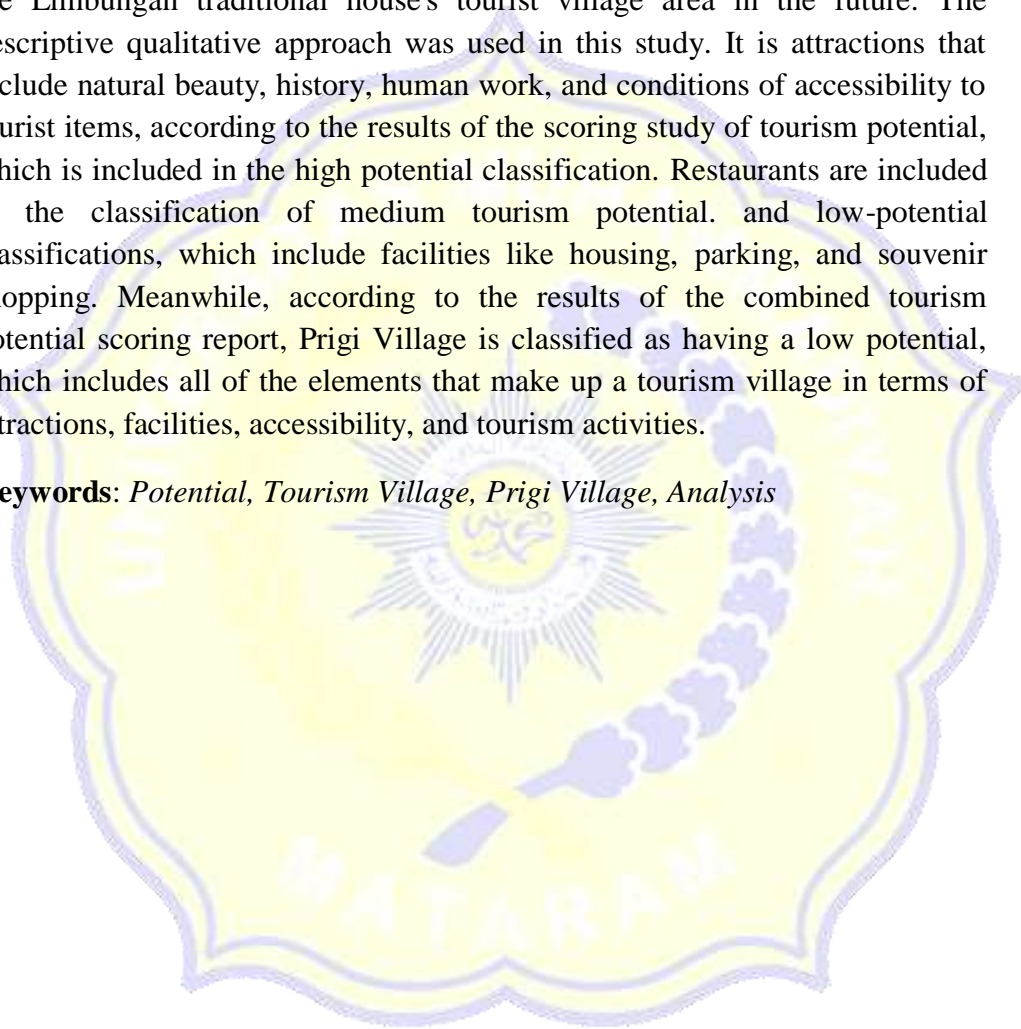 e Limbungan traditional house's tourist village area in the future. The
escriptive qualitative approach was used in this study. It is attractions that
clude natural beauty, history, human work, and conditions of accessibility to
urist items, according to the results of the scoring study of tourism potential,
hich is included in the high potential classification. Restaurants are included
the classification of medium tourism potential. and low-potential
assifications, which include facilities like housing, parking, and souvenir
opping. Meanwhile, according to the results of the combined tourism
otential scoring report, Prigi Village is classified as having a low potential,
hich includes all of the elements that make up a tourism village in terms of
tractions, facilities, accessibility, and tourism activities.
eywords: Potential, Tourism Village, Prigi Village, Analysis
MATARAM